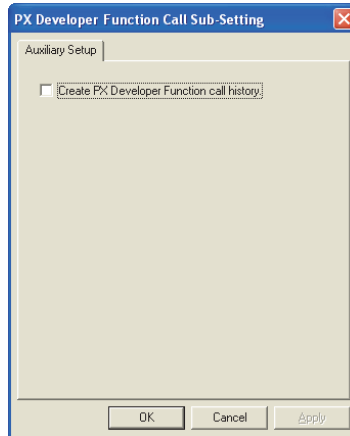 PX Developer Function Call Sub-Setting
Auxiliary Setup
Create PX Developer Function call history.
OK Cancel Apply